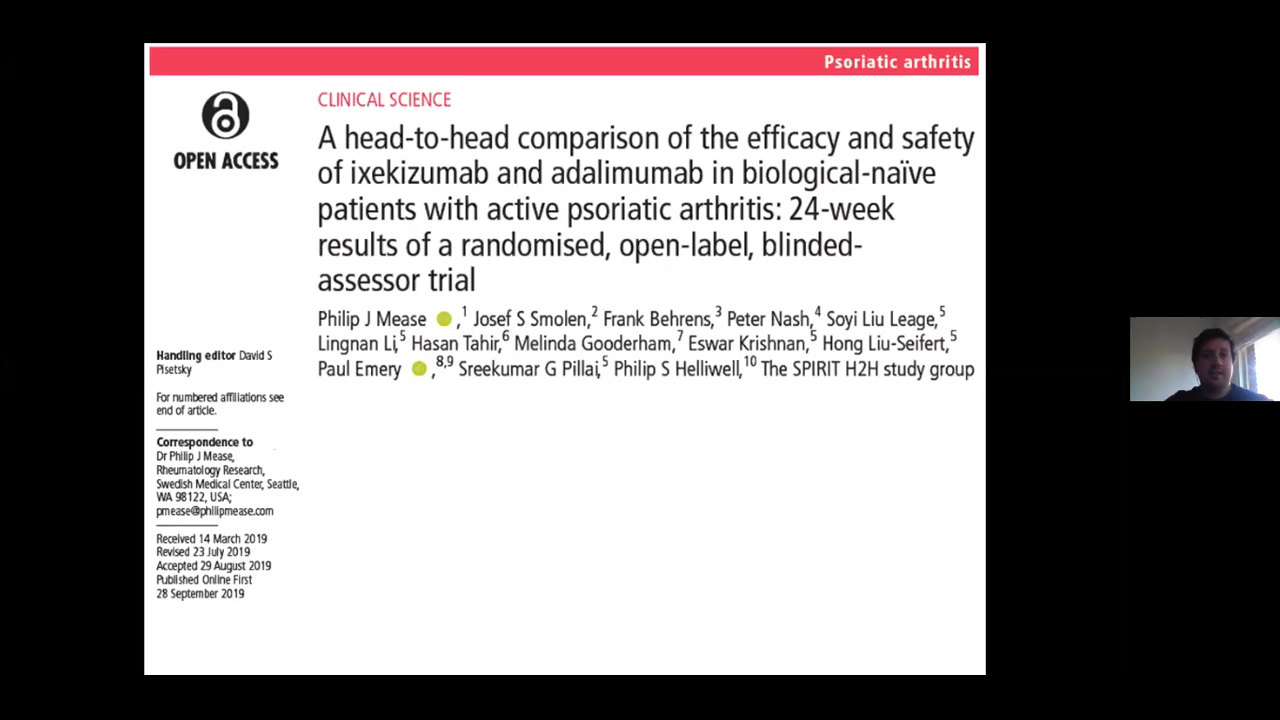 Psoriatic arthritis
OPEN ACCESS
CLINICAL SCIENCE
A head-to-head comparison of the efficacy and safety
of ixekizumab and adalimumab in biological-naïve
patients with active psoriatic arthritis: 24-week
results of a randomised, open-label, blinded-
assessor trial
Philip J Mease ,1 Josef S Smolen,2 Frank Behrens,3 Peter Nash,4 Soyi Liu Leage,5
Lingnan Li,5 Hasan Tahir,6 Melinda Gooderham,7 Eswar Krishnan,5 Hong Liu-Seifert,5
Paul Emery ,8,9 Sreekumar G Pillai,5 Philip S Helliwell,10 The SPIRIT H2H study group
Handling editor David S
Pisetsky
For numbered affiliations see
end of article.
Correspondence to
Dr Philip J Mease,
Rheumatology Research,
Swedish Medical Center, Seattle,
WA 98122, USA;
pmease@philipmease.com
Received 14 March 2019
Revised 23 July 2019
Accepted 29 August 2019
Published Online First
28 September 2019